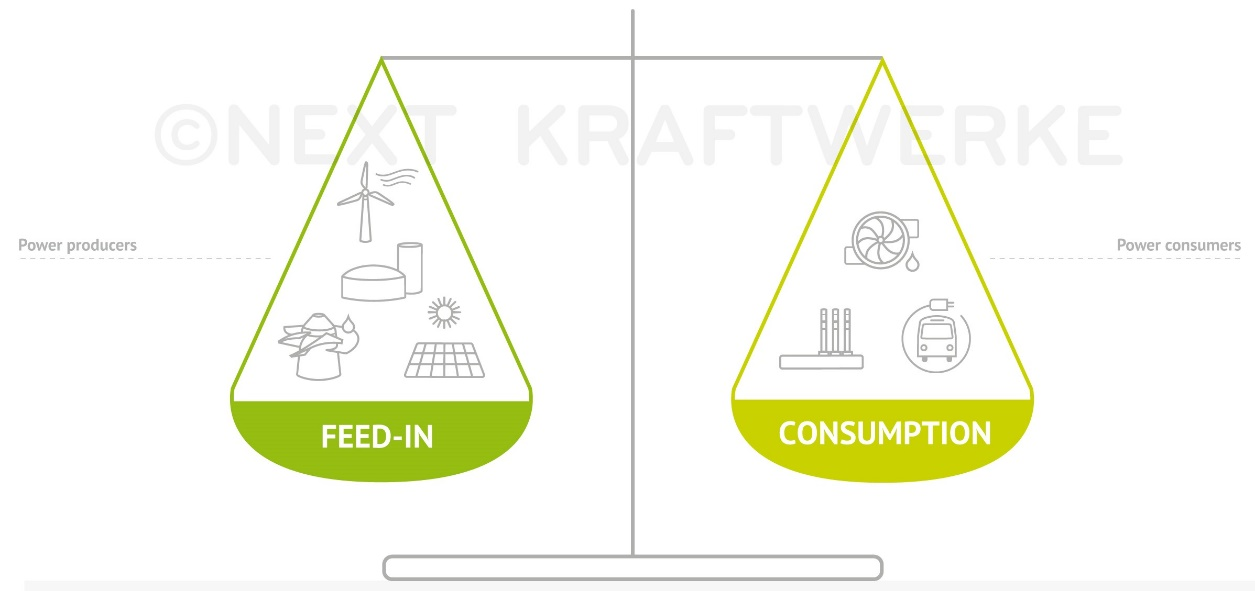 ©NEXT KRAFTWERKE
Power producers
Power consumers
FEED-IN
CONSUMPTION